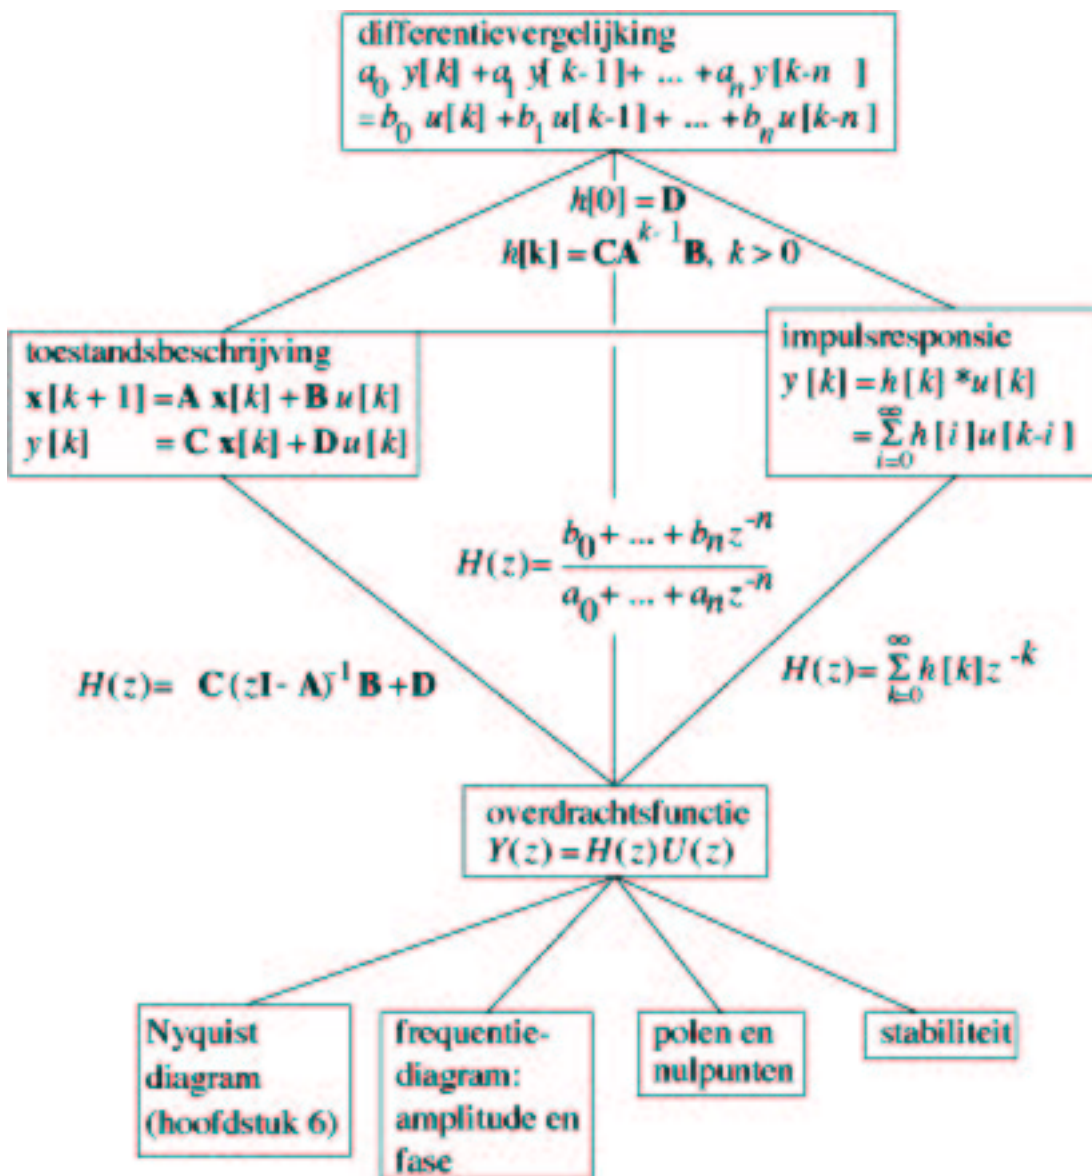 differentievergelijking
a₀ y[k] +a₁ y[ k-1]+ ... +aₙ y[k-n ]
=b₀ u[k] +b₁ u[k-1]+ ... +bₙ u[k-n ]
h[0] = D
h[k] = CA^{k-1} B, k > 0
toestandsbeschrijving
x[k + 1] = A x[k] + B u[k]
y[k] = C x[k] + D u[k]
impulsresponsie
y [k] = h[k] * u[k]
= ∑_{i=0}^{∞} h [i ]u[k-i ]
H(z)= (b₀+ ... + bₙ z⁻ⁿ)/(a₀+ ... + aₙ z⁻ⁿ)
H(z)= C (zI - A)⁻¹ B +D
H(z)= ∑_{k=0}^{∞} h [k] z^{-k}
overdrachtsfunctie
Y(z) = H(z) U(z)
Nyquist
diagram
(hoofdstuk 6)
frequentie-
diagram:
amplitude en
fase
polen en
nulpunten
stabiliteit